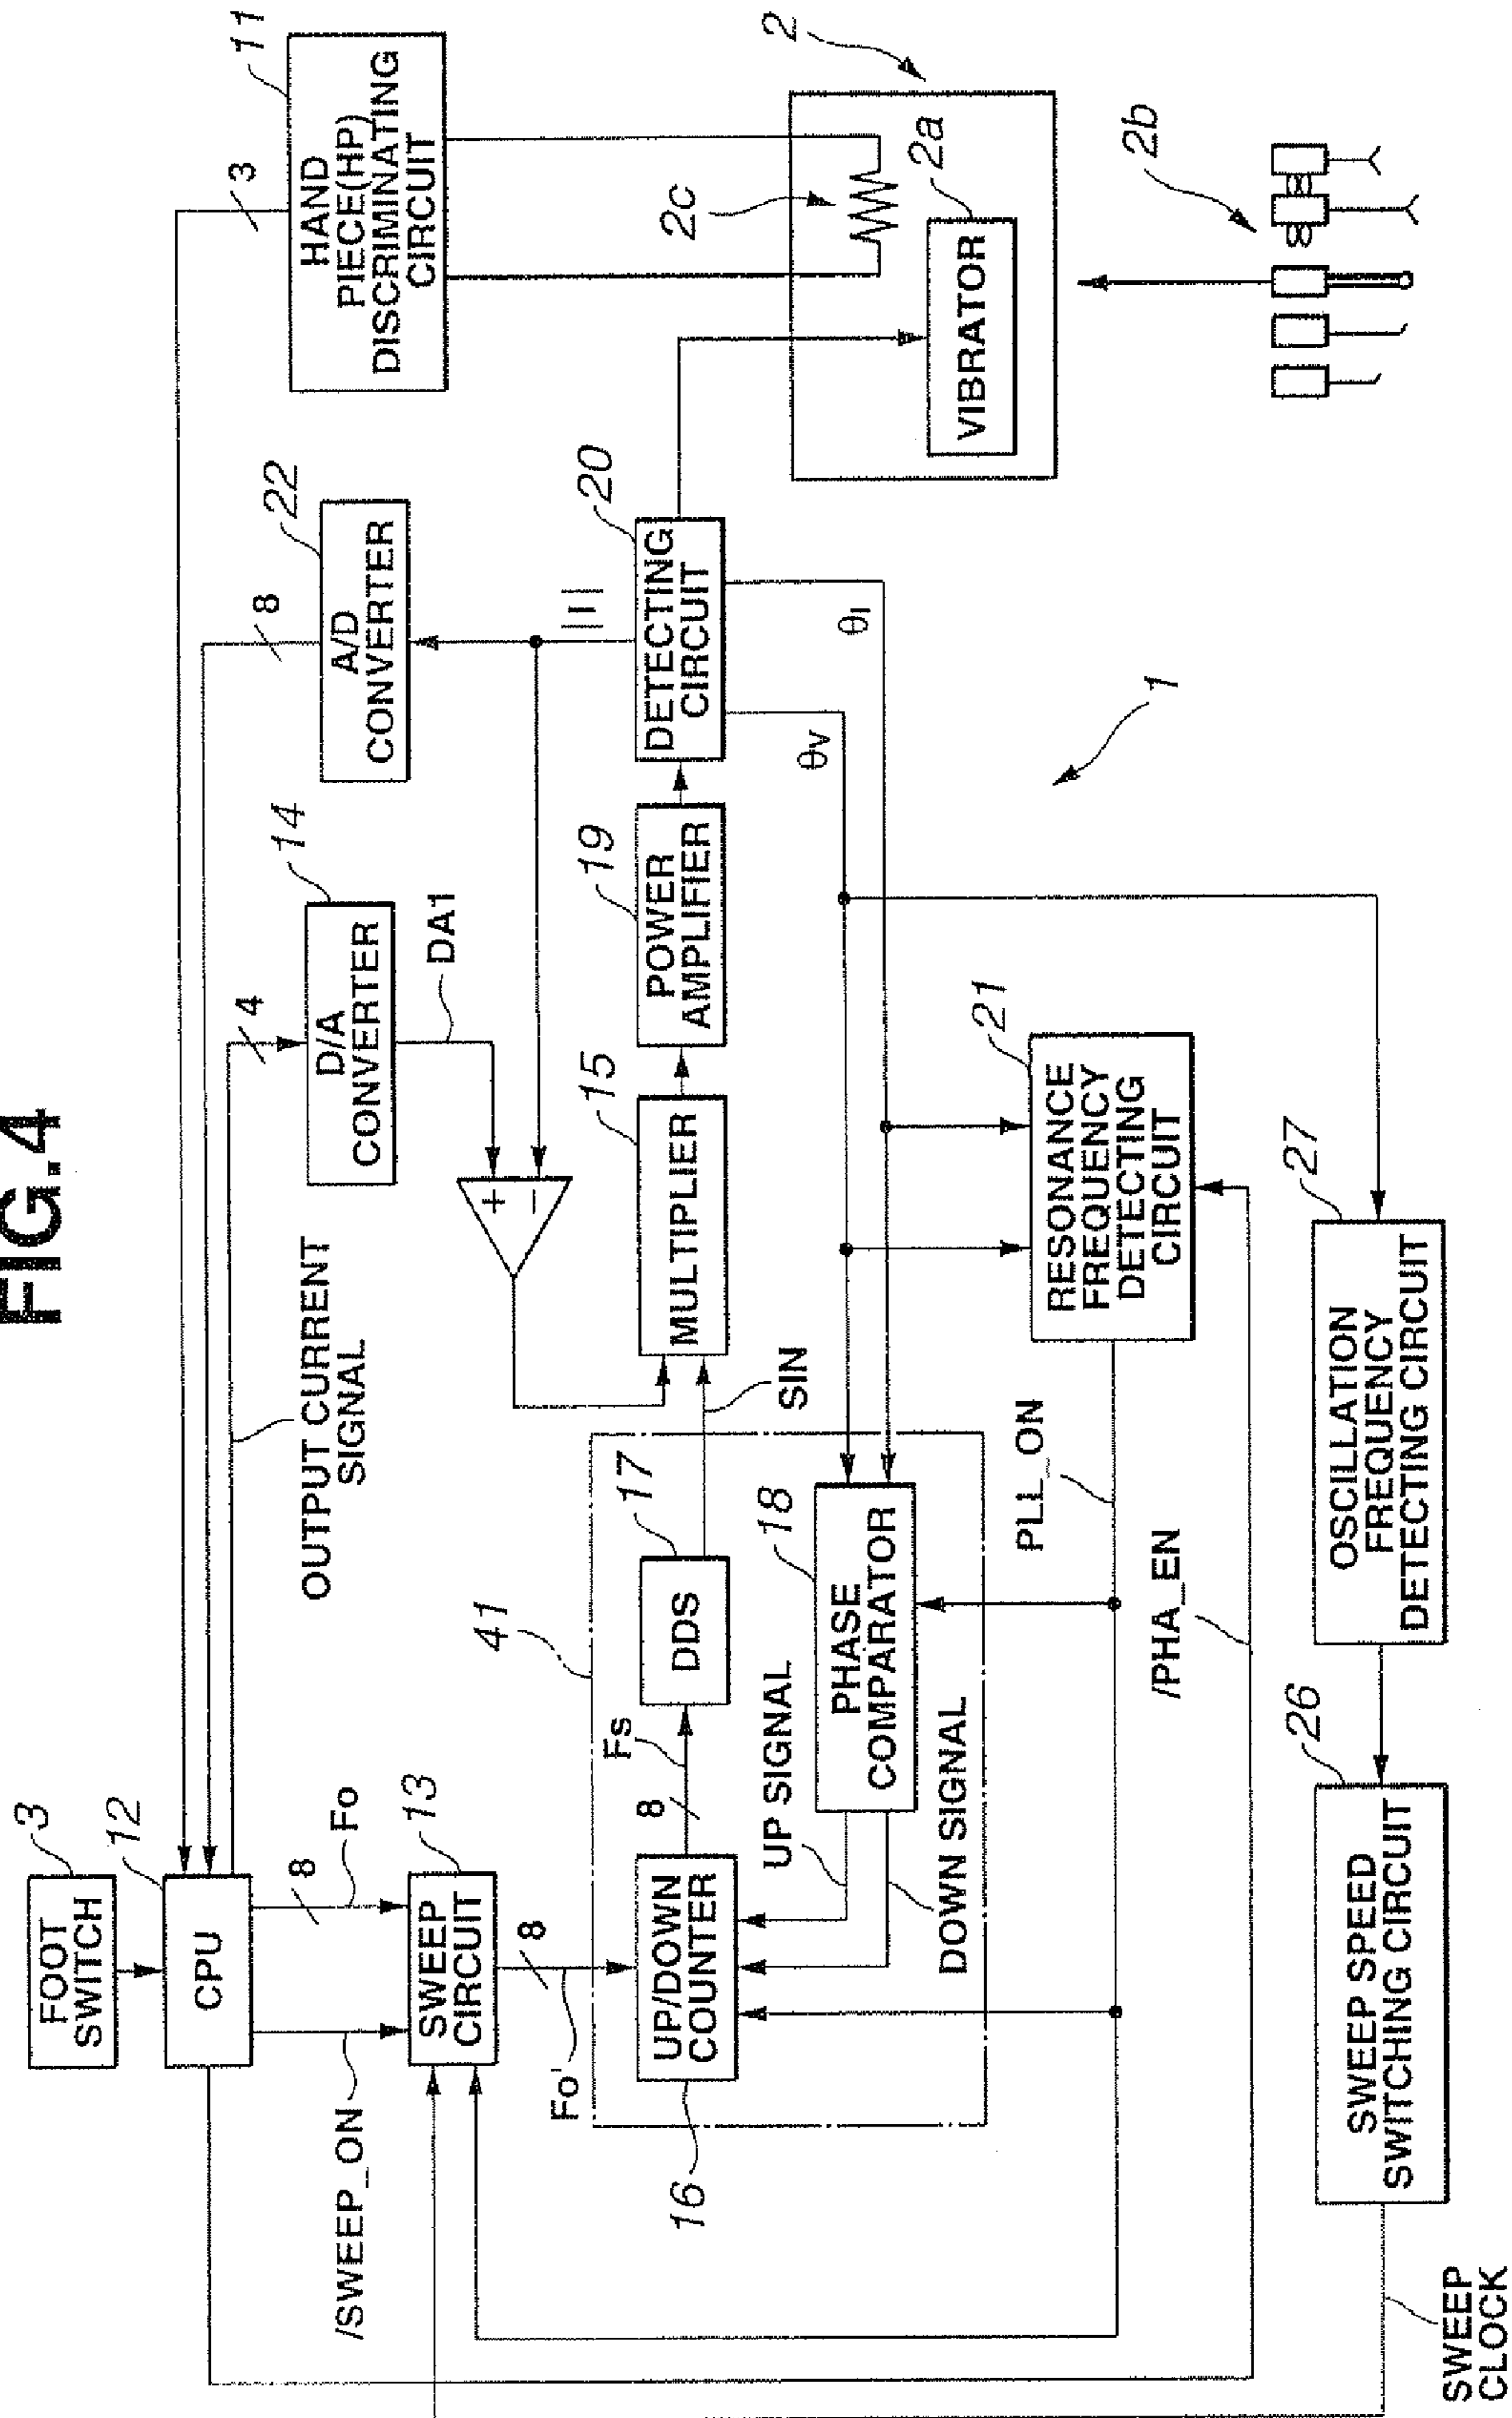 FIG.4
3
FOOT
SWITCH
12
CPU
OUTPUT CURRENT
SIGNAL
4
14
D/A
CONVERTER
DA1
8
22
A/D
CONVERTER
3
11
HAND
PIECE(HP)
DISCRIMINATING
CIRCUIT
/SWEEP_ON
8
Fo
13
SWEEP
CIRCUIT
8
Fo'
41
16
UP/DOWN
COUNTER
8
Fs
17
DDS
SIN
+
−
15
MULTIPLIER
19
POWER
AMPLIFIER
20
DETECTING
CIRCUIT
|I|
θV
θI
UP SIGNAL
DOWN SIGNAL
18
PHASE
COMPARATOR
2
2c
2a
VIBRATOR
2b
1
PLL_ON
/PHA_EN
21
RESONANCE
FREQUENCY
DETECTING
CIRCUIT
27
OSCILLATION
FREQUENCY
DETECTING CIRCUIT
26
SWEEP SPEED
SWITCHING CIRCUIT
SWEEP
CLOCK